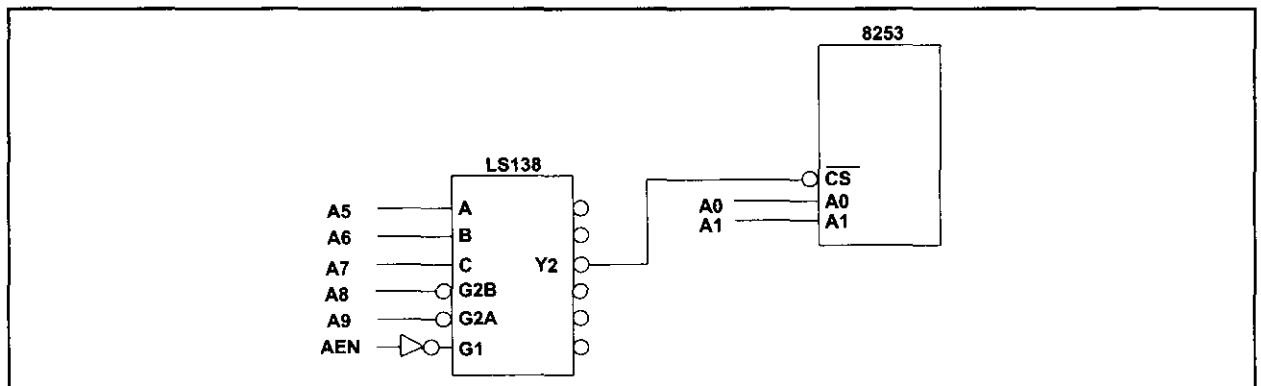 8253
LS138
CS
A0 A0
A1 A1
A5 A
A6 B
A7 C Y2
A8 G2B
A9 G2A
AEN G1